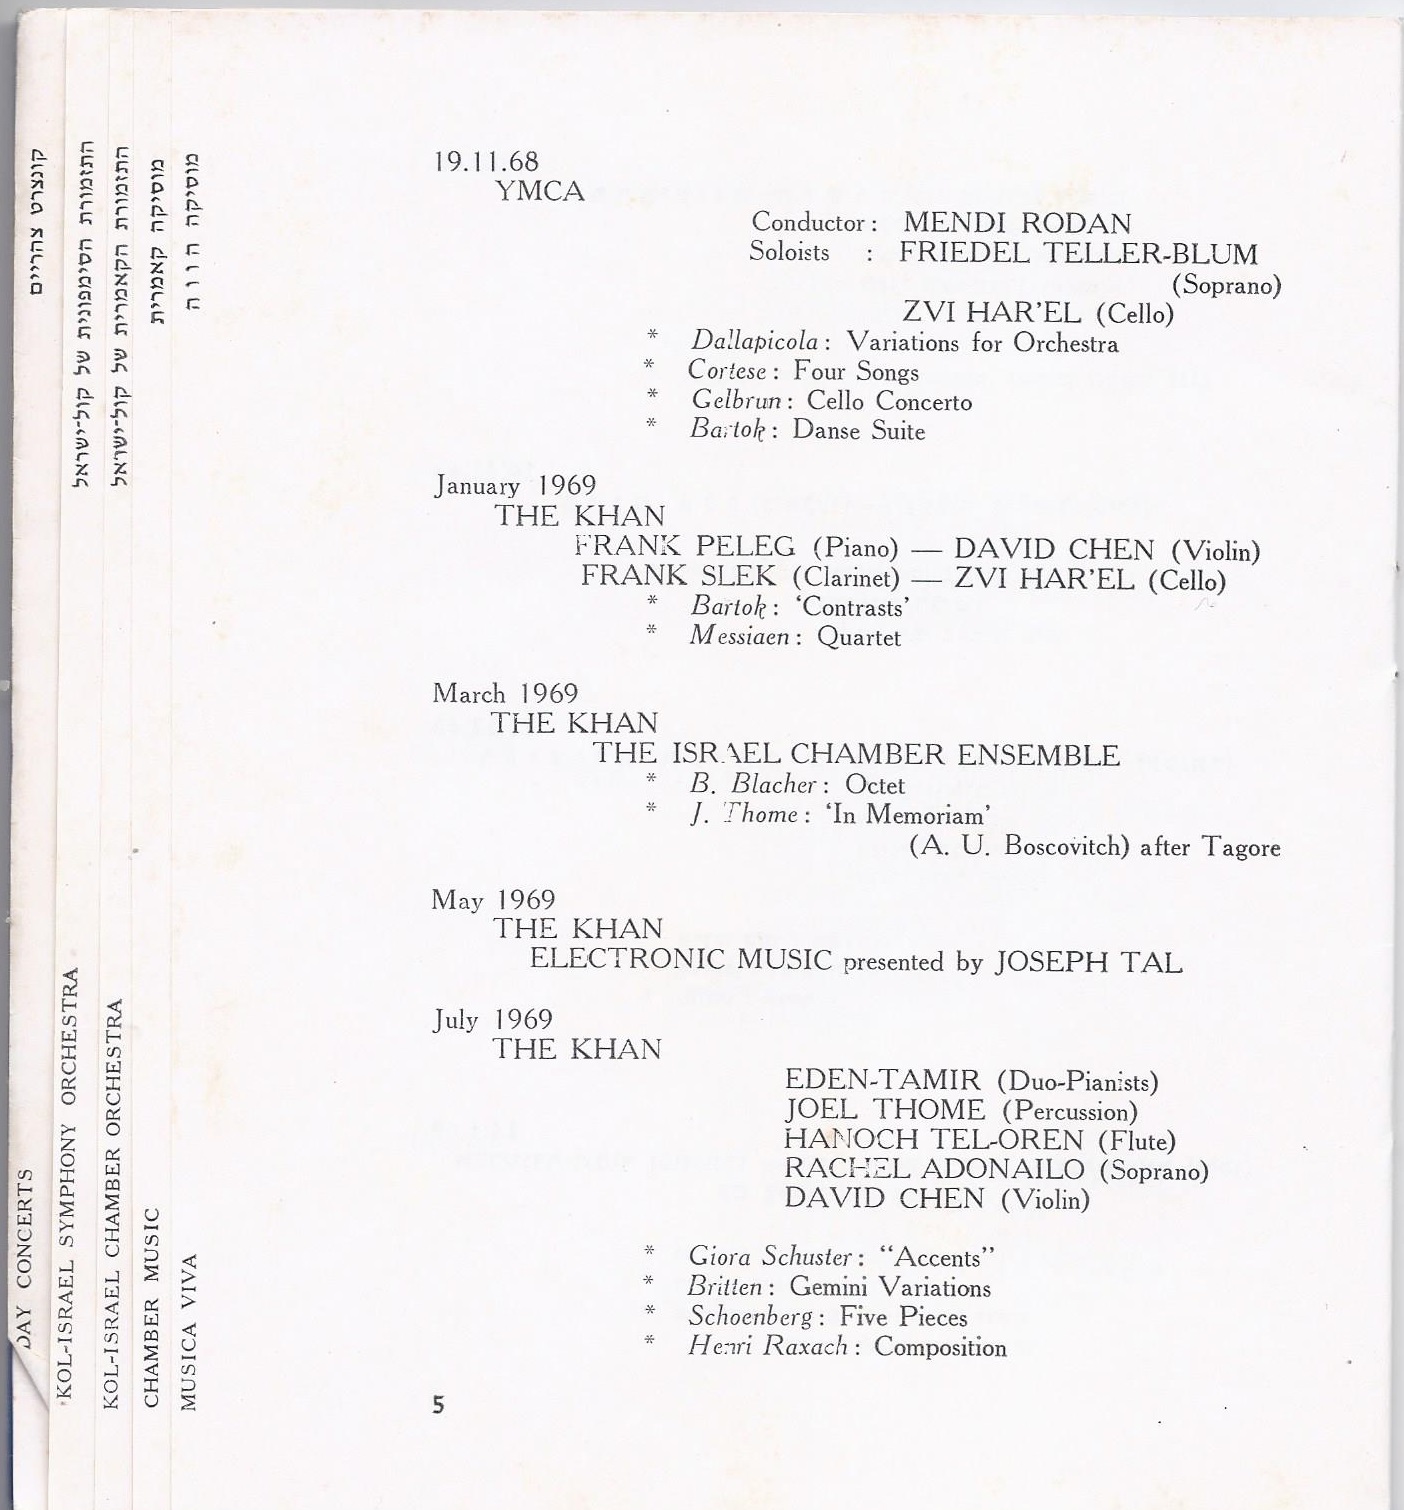 קונצרט צהריים
התזמורת הסימפונית של קול-ישראל
התזמורת הקאמרית של קול-ישראל
מוסיקה קאמרית
מוסיקה חווה
DAY CONCERTS
KOL-ISRAEL SYMPHONY ORCHESTRA
KOL-ISRAEL CHAMBER ORCHESTRA
CHAMBER MUSIC
MUSICA VIVA
19.11.68
YMCA
Conductor : MENDI RODAN
Soloists : FRIEDEL TELLER-BLUM
(Soprano)
ZVI HAR'EL (Cello)
* Dallapicola : Variations for Orchestra
* Cortese : Four Songs
* Gelbrun : Cello Concerto
* Bartok : Danse Suite
January 1969
THE KHAN
FRANK PELEG (Piano) — DAVID CHEN (Violin)
FRANK SLEK (Clarinet) — ZVI HAR'EL (Cello)
* Bartok : 'Contrasts'
* Messiaen : Quartet
March 1969
THE KHAN
THE ISRAEL CHAMBER ENSEMBLE
* B. Blacher : Octet
* J. Thome : 'In Memoriam'
(A. U. Boscovitch) after Tagore
May 1969
THE KHAN
ELECTRONIC MUSIC presented by JOSEPH TAL
July 1969
THE KHAN
EDEN-TAMIR (Duo-Pianists)
JOEL THOME (Percussion)
HANOCH TEL-OREN (Flute)
RACHEL ADONAILO (Soprano)
DAVID CHEN (Violin)
* Giora Schuster : "Accents"
* Britten : Gemini Variations
* Schoenberg : Five Pieces
* Henri Raxach : Composition
5